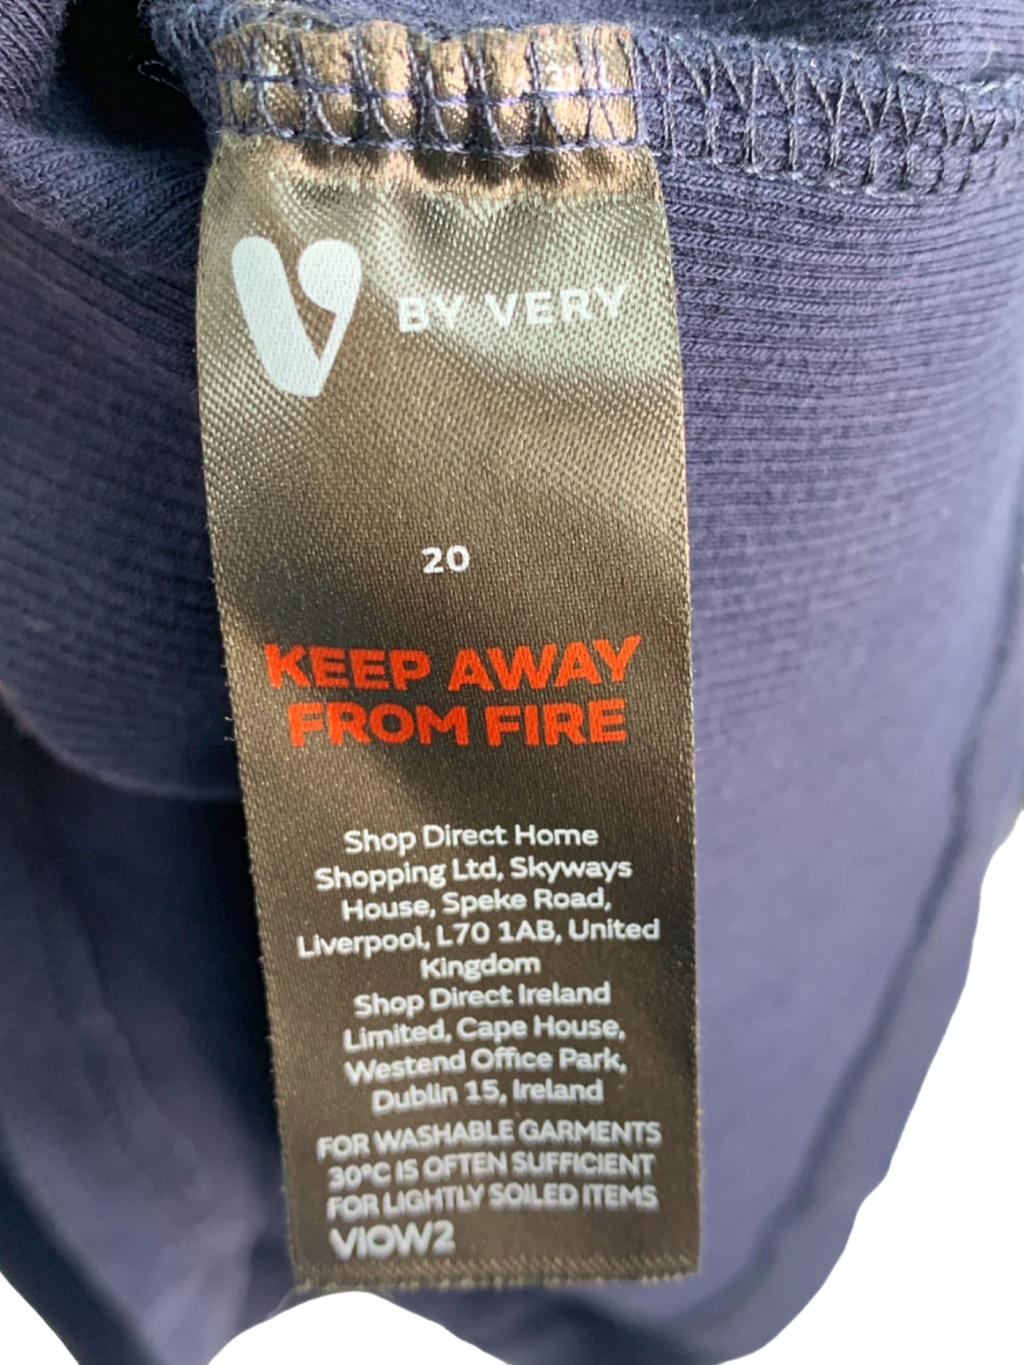 V BY VERY
20
KEEP AWAY
FROM FIRE
Shop Direct Home
Shopping Ltd, Skyways
House, Speke Road,
Liverpool, L70 1AB, United
Kingdom
Shop Direct Ireland
Limited, Cape House,
Westend Office Park,
Dublin 15, Ireland
FOR WASHABLE GARMENTS
30°C IS OFTEN SUFFICIENT
FOR LIGHTLY SOILED ITEMS
VIOW2